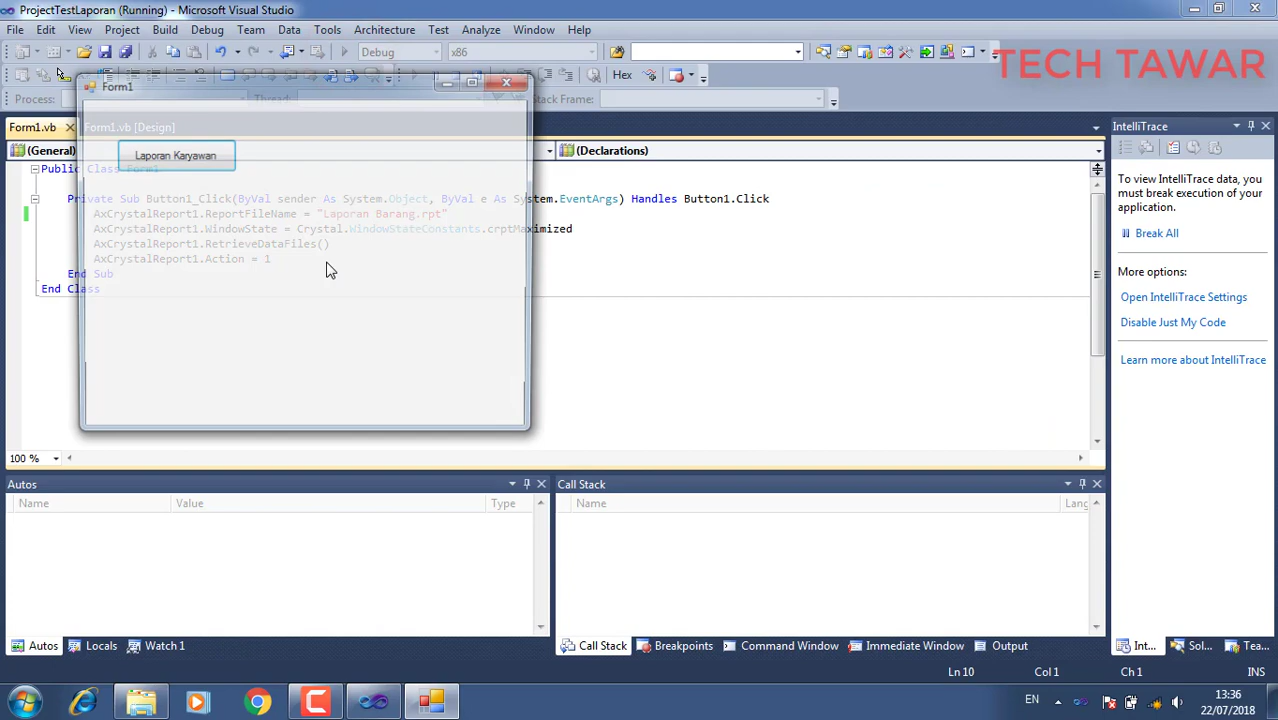 ProjectTestLaporan (Running) - Microsoft Visual Studio
File Edit View Project Build Debug Team Data Tools Architecture Test Analyze Window Help
Debug x86
Hex
TECH TAWAR
Process: Thread: Stack Frame:
Form1
Form1.vb Form1.vb [Design]
IntelliTrace
(General) (Declarations)
Laporan Karyawan
Public Class Form1
Private Sub Button1_Click(ByVal sender As System.Object, ByVal e As System.EventArgs) Handles Button1.Click
AxCrystalReport1.ReportFileName = "Laporan Barang.rpt"
AxCrystalReport1.WindowState = Crystal.WindowStateConstants.crptMaximized
AxCrystalReport1.RetrieveDataFiles()
AxCrystalReport1.Action = 1
End Sub
End Class
To view IntelliTrace data, you must break execution of your application.
Break All
More options:
Open IntelliTrace Settings
Disable Just My Code
Learn more about IntelliTrace
100 %
Autos
Name Value Type
Call Stack
Name Lang
Autos Locals Watch 1
Call Stack Breakpoints Command Window Immediate Window Output
Int... Sol... Tea...
Ln 10 Col 1 Ch 1 INS
EN
13:36
22/07/2018